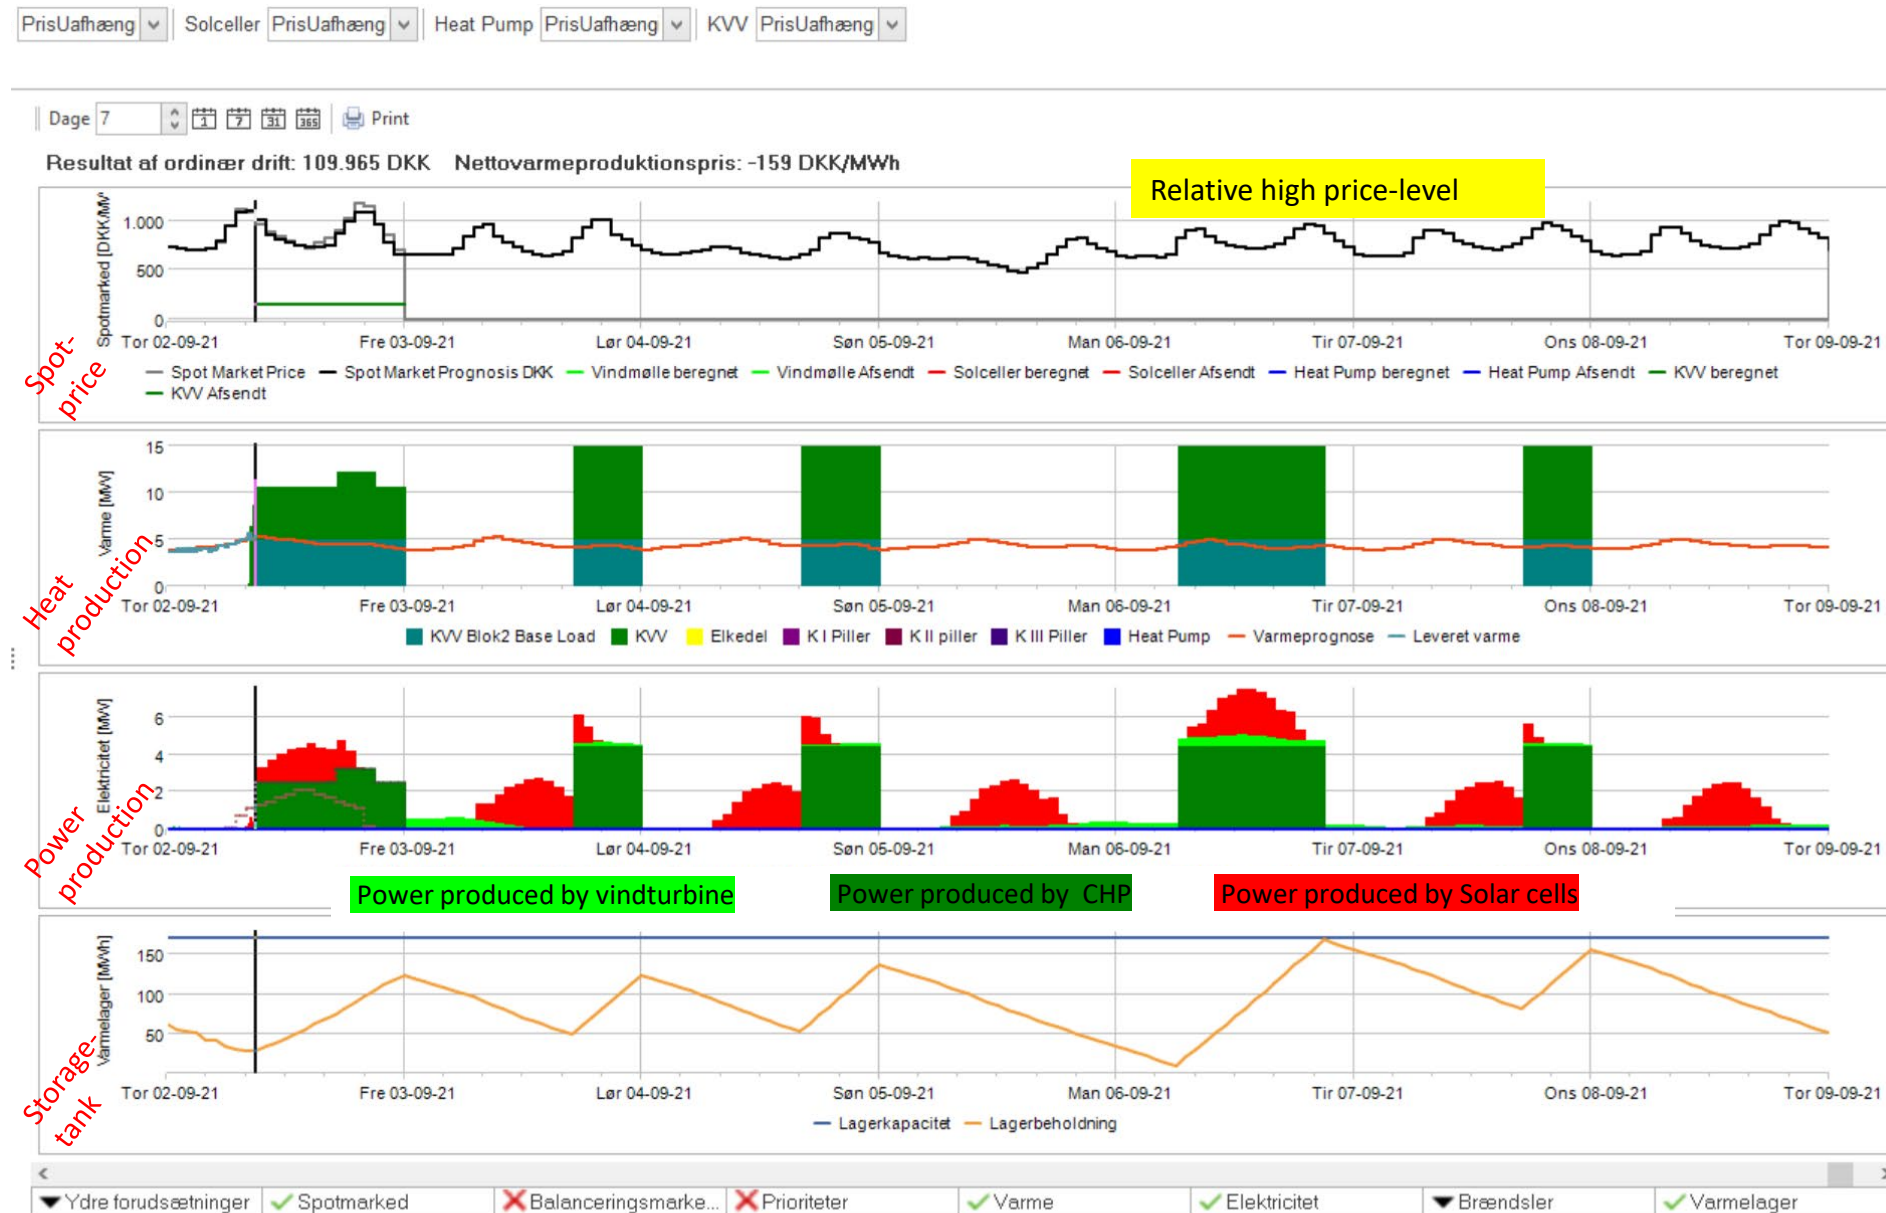 PrisUafhæng Solceller PrisUafhæng Heat Pump PrisUafhæng KVV PrisUafhæng
Dage 7 1 7 31 365 Print
Resultat af ordinær drift: 109.965 DKK Nettovarmeproduktionspris: -159 DKK/MWh
Relative high price-level
Spot-
price
Spotmarked [DKK/MV
1.000
500
0
Tor 02-09-21 Fre 03-09-21 Lør 04-09-21 Søn 05-09-21 Man 06-09-21 Tir 07-09-21 Ons 08-09-21 Tor 09-09-21
Spot Market Price Spot Market Prognosis DKK Vindmølle beregnet Vindmølle Afsendt Solceller beregnet Solceller Afsendt Heat Pump beregnet Heat Pump Afsendt KVV beregnet
KVV Afsendt
Heat
production
Varme [MW]
15
10
5
0
Tor 02-09-21 Fre 03-09-21 Lør 04-09-21 Søn 05-09-21 Man 06-09-21 Tir 07-09-21 Ons 08-09-21 Tor 09-09-21
KVV Blok2 Base Load KVV Elkedel K I Piller K II piller K III Piller Heat Pump Varmeprognose Leveret varme
Power
production
Elektricitet [MW]
6
4
2
0
Tor 02-09-21 Fre 03-09-21 Lør 04-09-21 Søn 05-09-21 Man 06-09-21 Tir 07-09-21 Ons 08-09-21 Tor 09-09-21
Power produced by vindturbine Power produced by CHP Power produced by Solar cells
Storage-
tank
Varmelager [MWh]
150
100
50
Tor 02-09-21 Fre 03-09-21 Lør 04-09-21 Søn 05-09-21 Man 06-09-21 Tir 07-09-21 Ons 08-09-21 Tor 09-09-21
Lagerkapacitet Lagerbeholdning
Ydre forudsætninger Spotmarked Balanceringsmarke... Prioriteter Varme Elektricitet Brændsler Varmelager